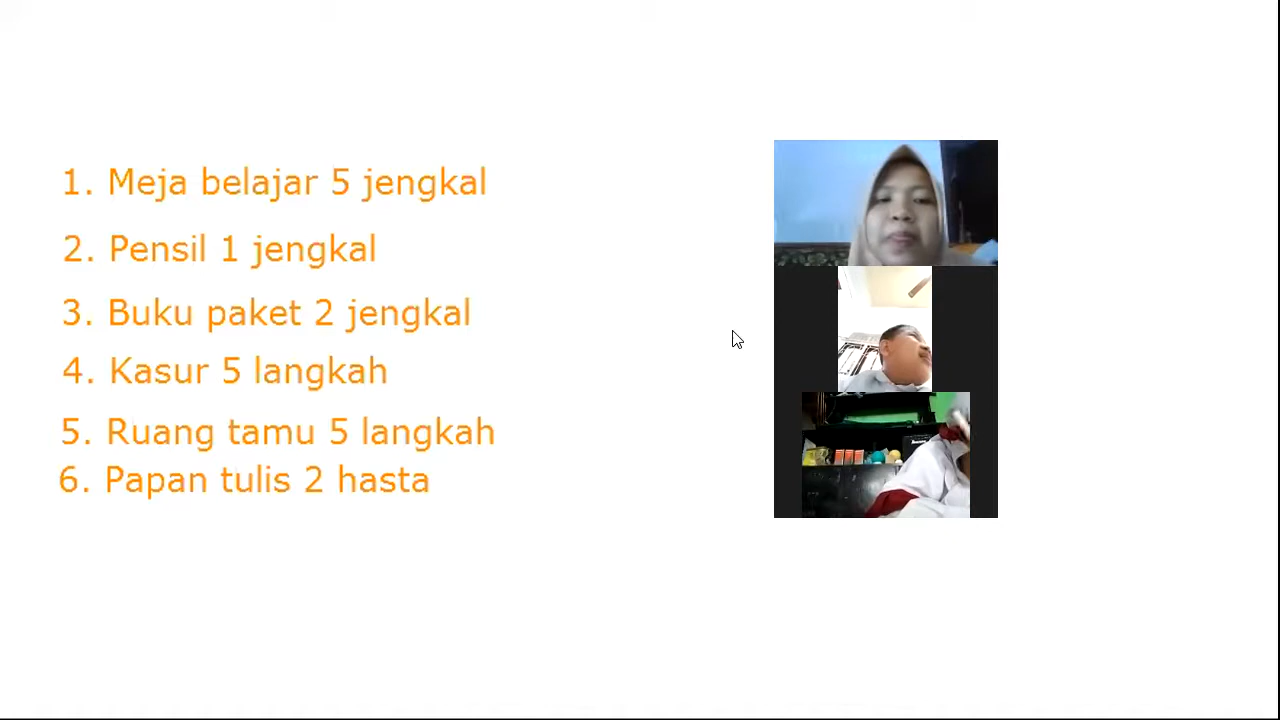 1. Meja belajar 5 jengkal
2. Pensil 1 jengkal
3. Buku paket 2 jengkal
4. Kasur 5 langkah
5. Ruang tamu 5 langkah
6. Papan tulis 2 hasta